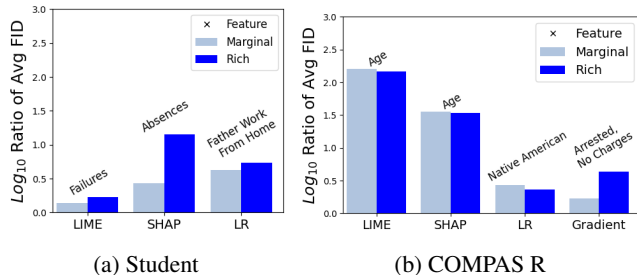 Log10 Ratio of Avg FID
3.0
2.5
2.0
1.5
1.0
0.5
0.0
× Feature
Marginal
Rich
Failures
Absences
Father Work
From Home
LIME
SHAP
LR
(a) Student
Log10 Ratio of Avg FID
3.0
2.5
2.0
1.5
1.0
0.5
0.0
× Feature
Marginal
Rich
Age
Age
Native American
Arrested,
No Charges
LIME
SHAP
LR
Gradient
(b) COMPAS R